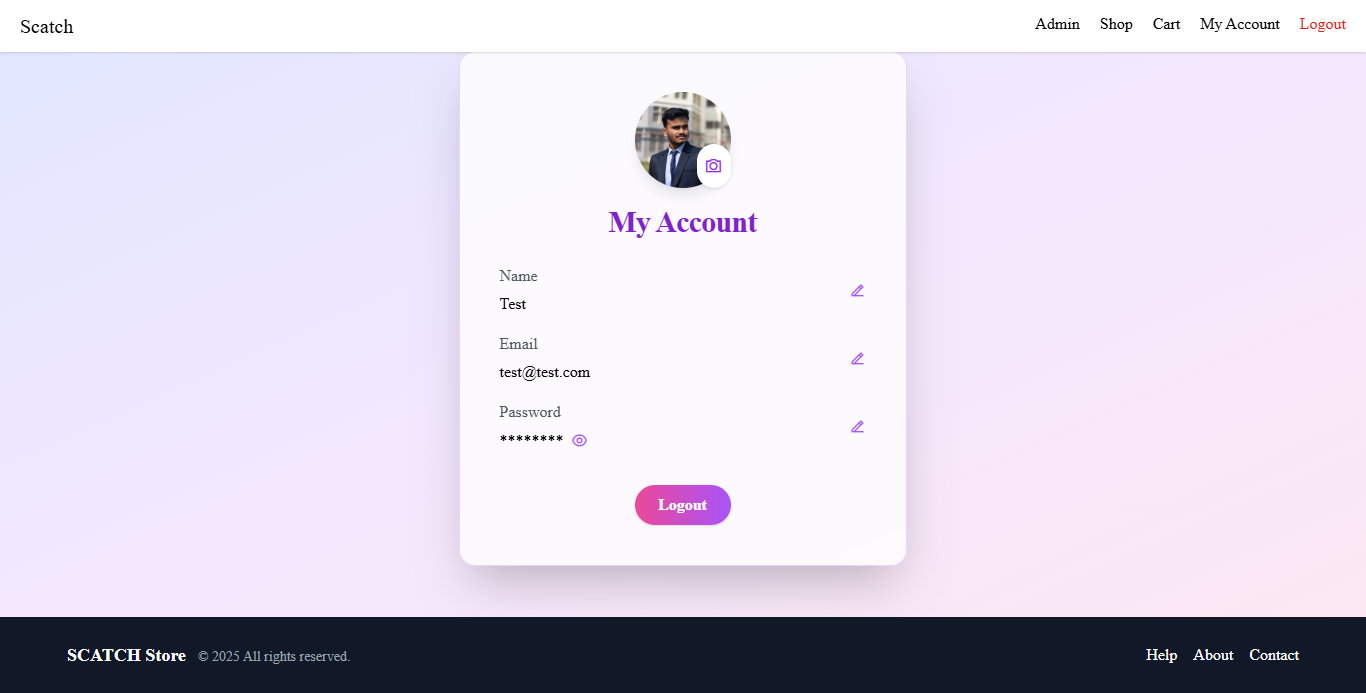 Scatch
Admin Shop Cart My Account Logout
My Account
Name
Test
Email
test@test.com
Password
********
Logout
SCATCH Store © 2025 All rights reserved.
Help About Contact